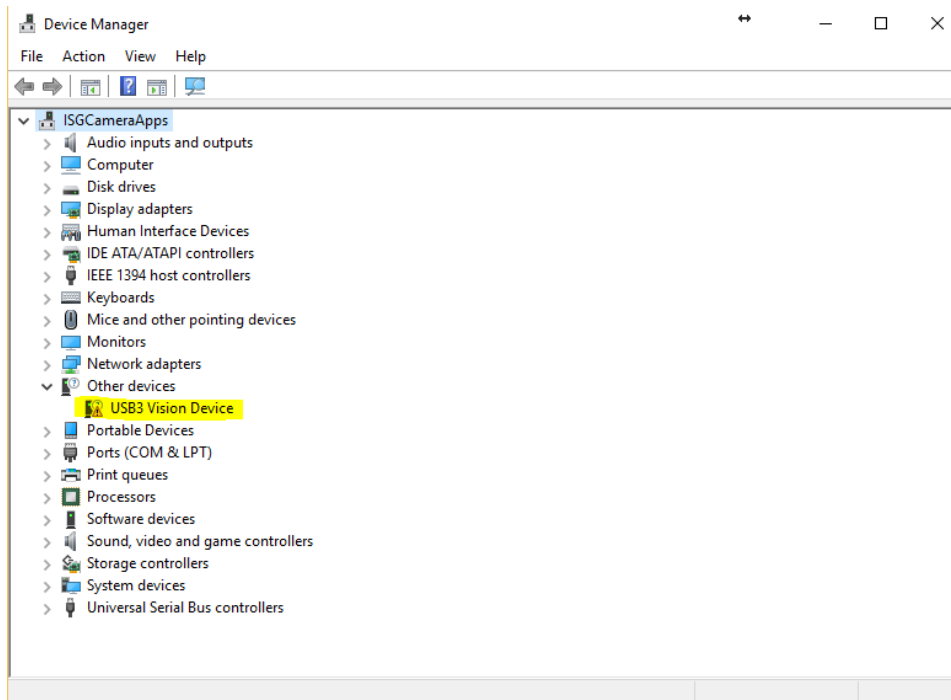 Device Manager
File Action View Help
ISGCameraApps
Audio inputs and outputs
Computer
Disk drives
Display adapters
Human Interface Devices
IDE ATA/ATAPI controllers
IEEE 1394 host controllers
Keyboards
Mice and other pointing devices
Monitors
Network adapters
Other devices
USB3 Vision Device
Portable Devices
Ports (COM & LPT)
Print queues
Processors
Software devices
Sound, video and game controllers
Storage controllers
System devices
Universal Serial Bus controllers